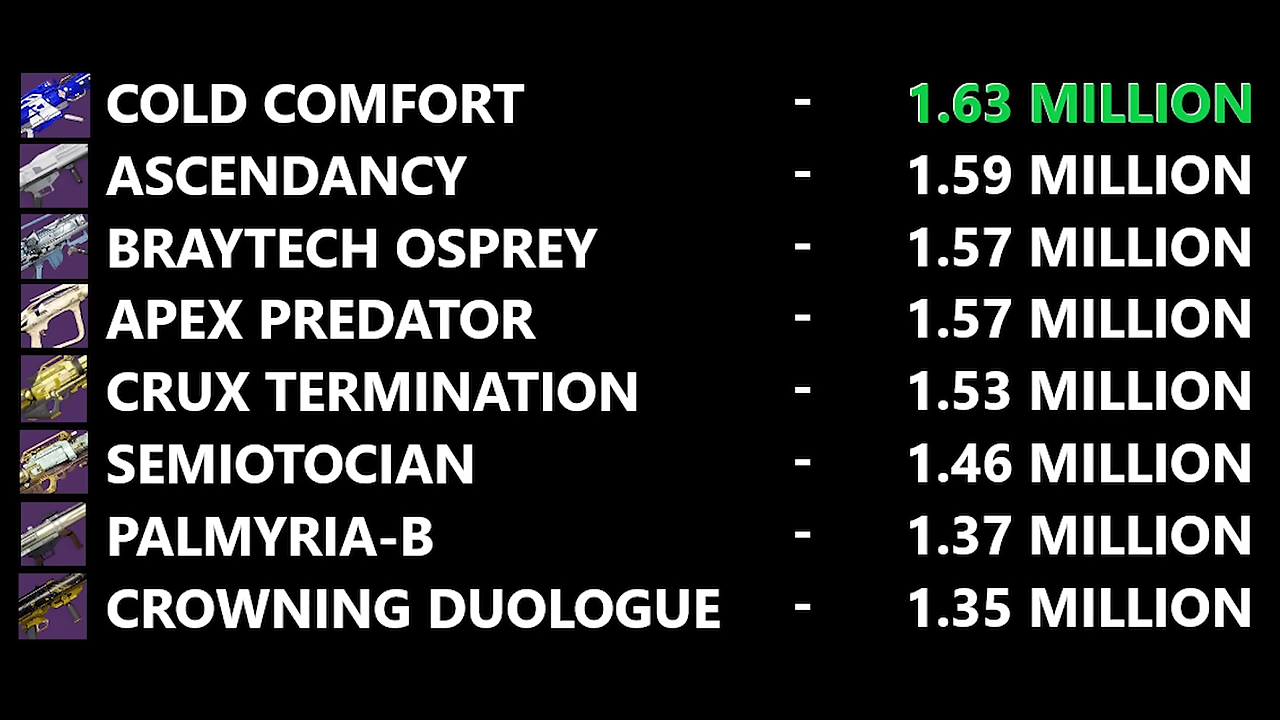 COLD COMFORT - 1.63 MILLION
ASCENDANCY - 1.59 MILLION
BRAYTECH OSPREY - 1.57 MILLION
APEX PREDATOR - 1.57 MILLION
CRUX TERMINATION - 1.53 MILLION
SEMIOTOCIAN - 1.46 MILLION
PALMYRIA-B - 1.37 MILLION
CROWNING DUOLOGUE - 1.35 MILLION